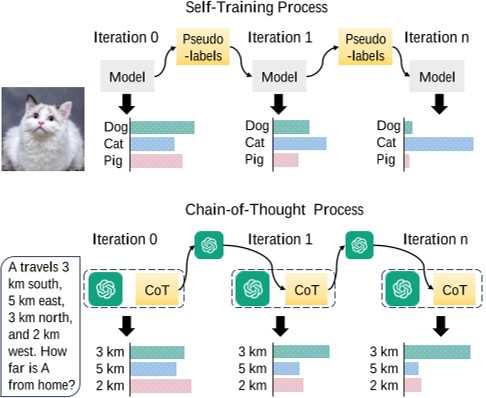 Self-Training Process
Iteration 0
Pseudo
-labels
Iteration 1
Pseudo
-labels
Iteration n
Model
Model
Model
Dog
Cat
Pig
Dog
Cat
Pig
Dog
Cat
Pig
Chain-of-Thought Process
Iteration 0
Iteration 1
Iteration n
A travels 3
km south,
5 km east,
3 km north,
and 2 km
west. How
far is A
from home?
CoT
CoT
CoT
3 km
5 km
2 km
3 km
5 km
2 km
3 km
5 km
2 km